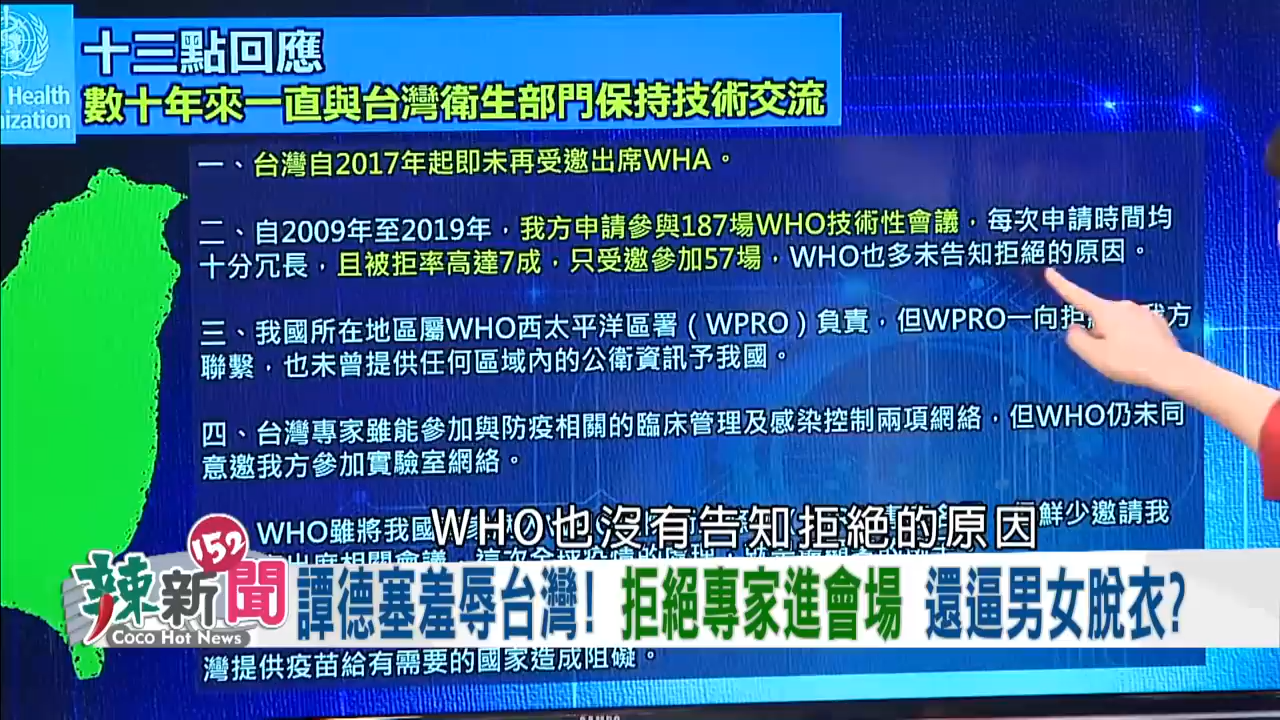 Health
十三點回應
數十年來一直與台灣衛生部門保持技術交流
一、台灣自2017年起即未再受邀出席WHA。
二、自2009年至2019年，我方申請參與187場WHO技術性會議，每次申請時間均
十分冗長，且被拒率高達7成，只受邀參加57場，WHO也多未告知拒絕的原因。
三、我國所在地區屬WHO西太平洋區署（WPRO）負責，但WPRO一向拒 我方
聯繫，也未曾提供任何區域內的公衛資訊予我國。
四、台灣專家雖能參加與防疫相關的臨床管理及感染控制兩項網絡，但WHO仍未同
意邀我方參加實驗室網絡。
WHO雖將我國 鮮少邀請我
WHO也沒有告知拒絕的原因
152
辣新聞
Coco Hot News
譚德塞羞辱台灣！拒絕專家進會場 還逼男女脫衣？
灣提供疫苗給有需要的國家造成阻礙。